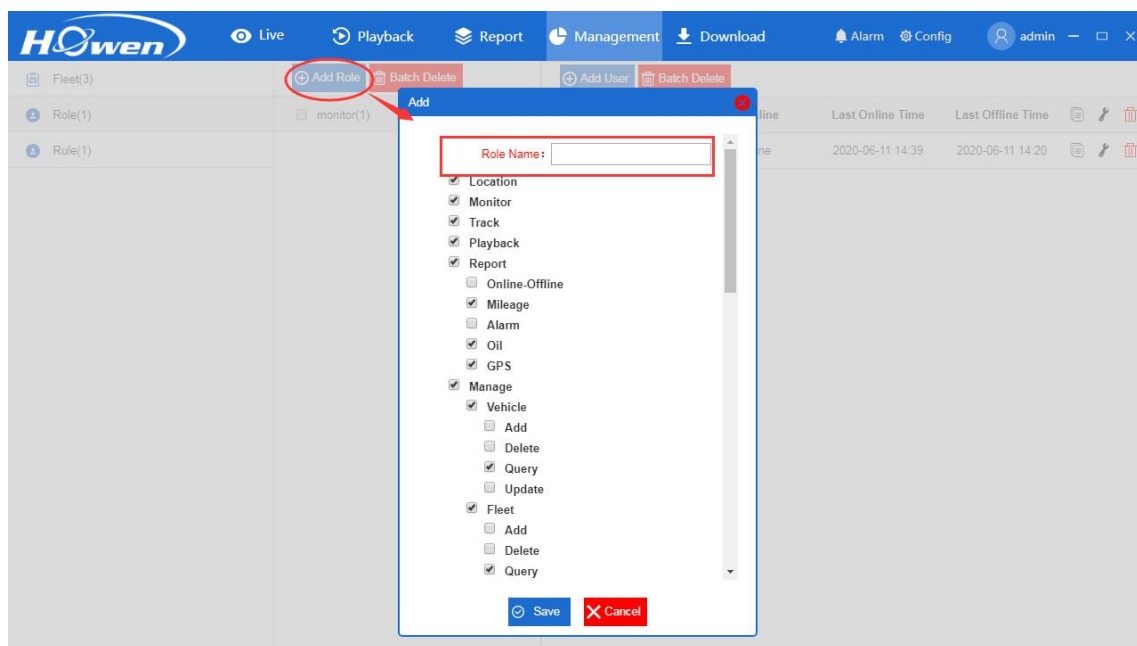 Howen Live Playback Report Management Download Alarm Config admin
Fleet(3) Add Role Batch Delete Add User Batch Delete
Add
Role(1) monitor(1) line Last Online Time Last Offline Time
Role Name:
Rule(1) ne 2020-06-11 14:39 2020-06-11 14:20
Location
Monitor
Track
Playback
Report
Online-Offline
Mileage
Alarm
Oil
GPS
Manage
Vehicle
Add
Delete
Query
Update
Fleet
Add
Delete
Query
Save Cancel